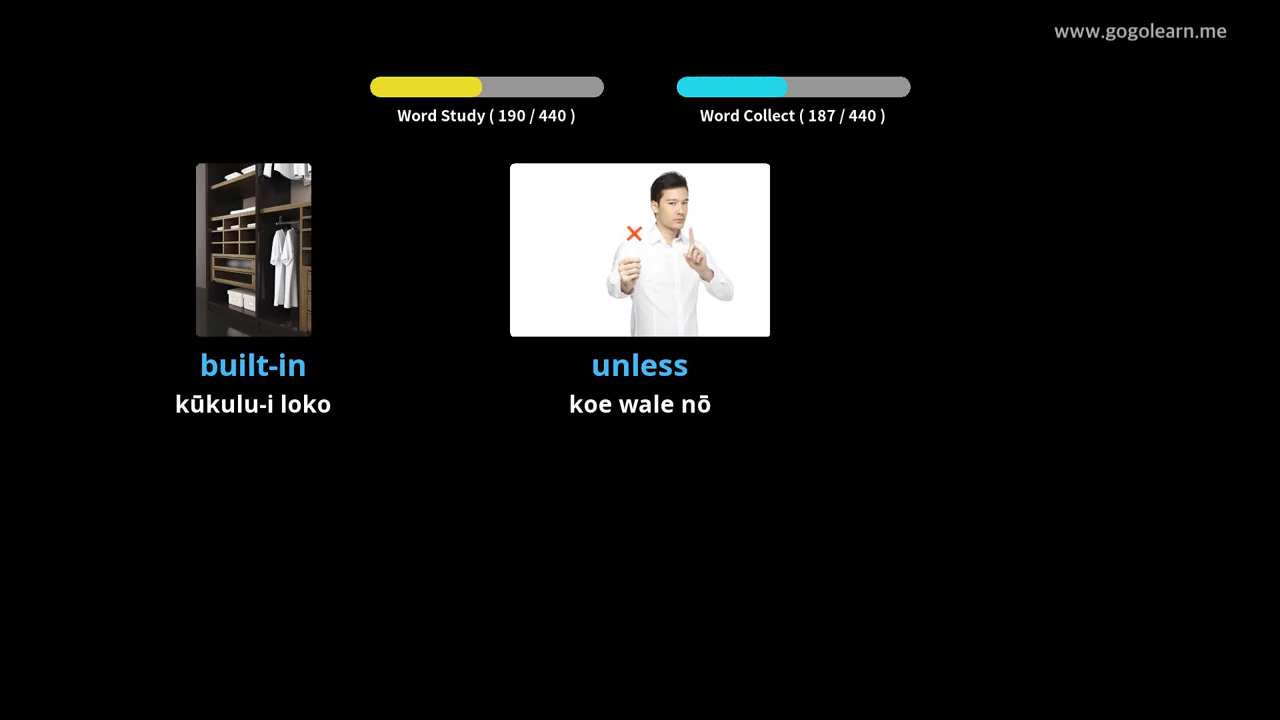 www.gogolearn.me
Word Study ( 190 / 440 )
Word Collect ( 187 / 440 )
built-in
kūkulu-i loko
unless
koe wale nō